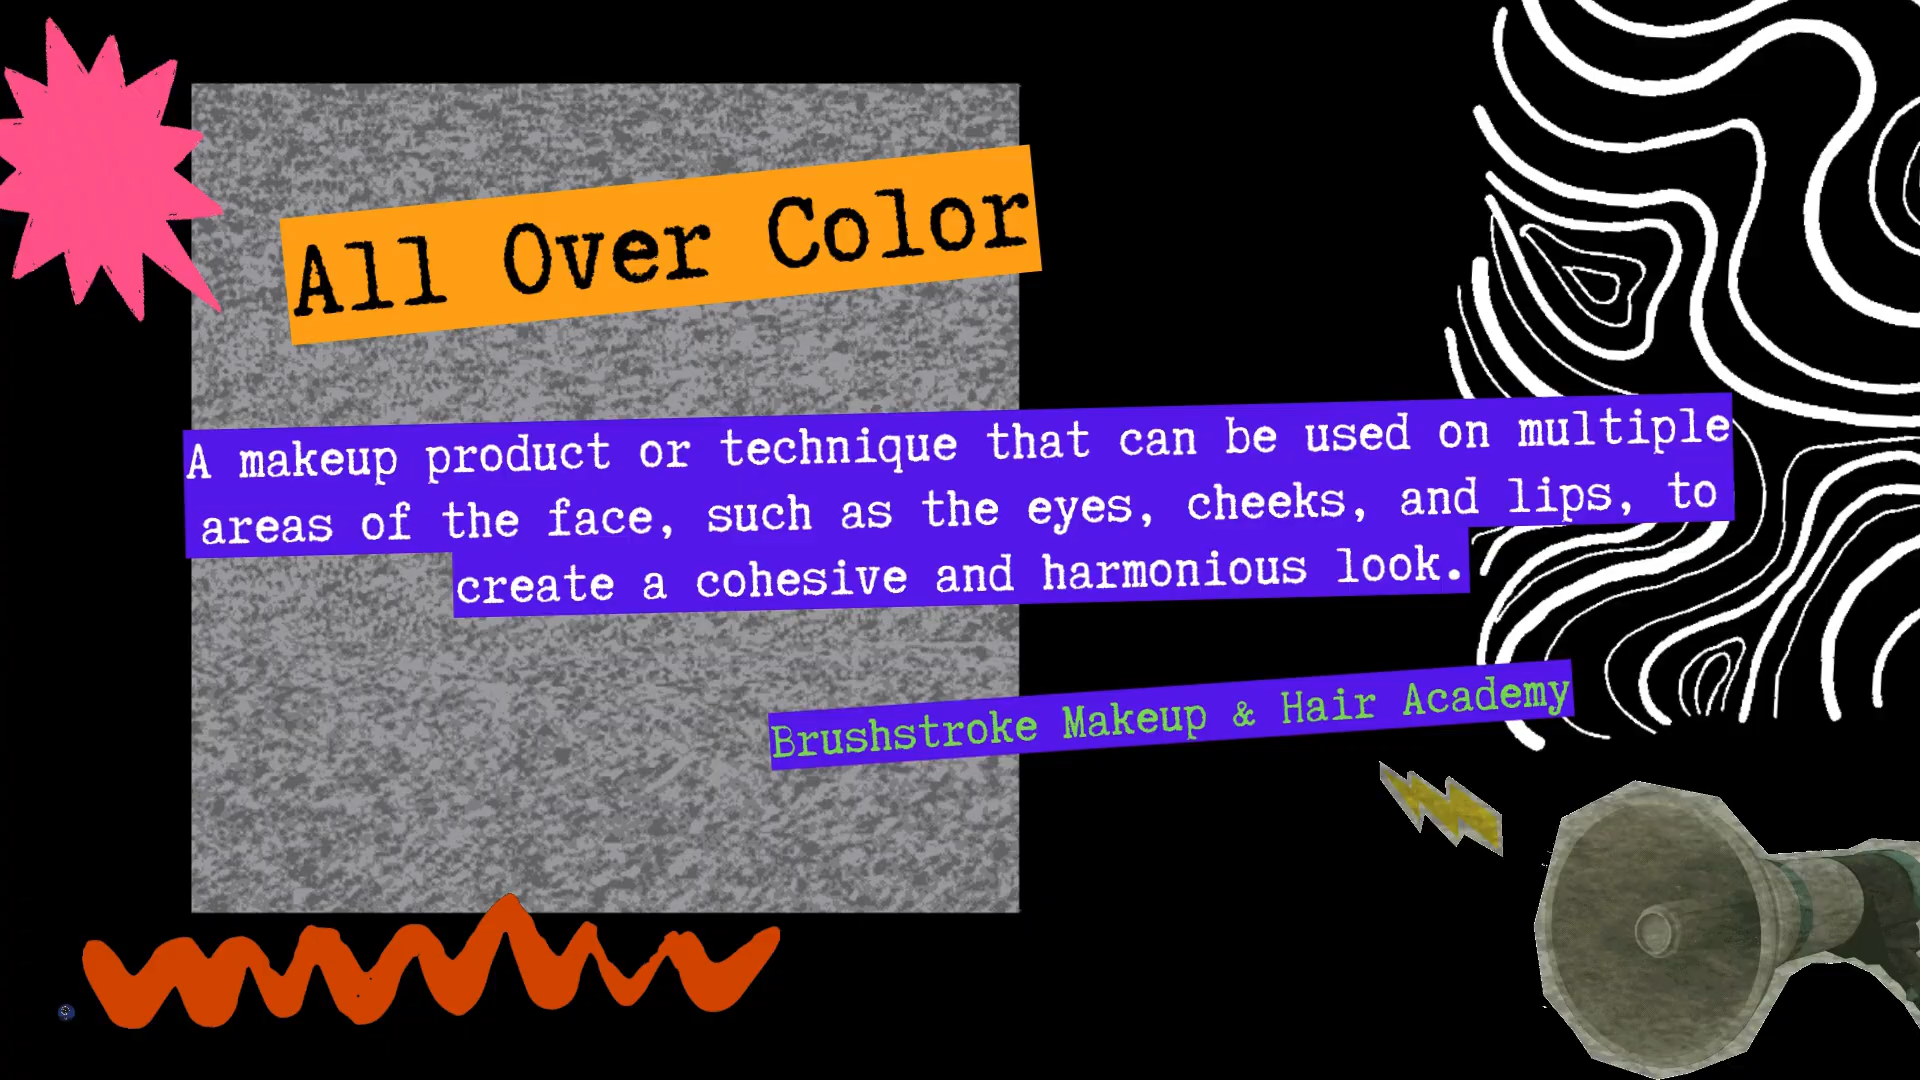 All Over Color
A makeup product or technique that can be used on multiple
areas of the face, such as the eyes, cheeks, and lips, to
create a cohesive and harmonious look.
Brushstroke Makeup & Hair Academy